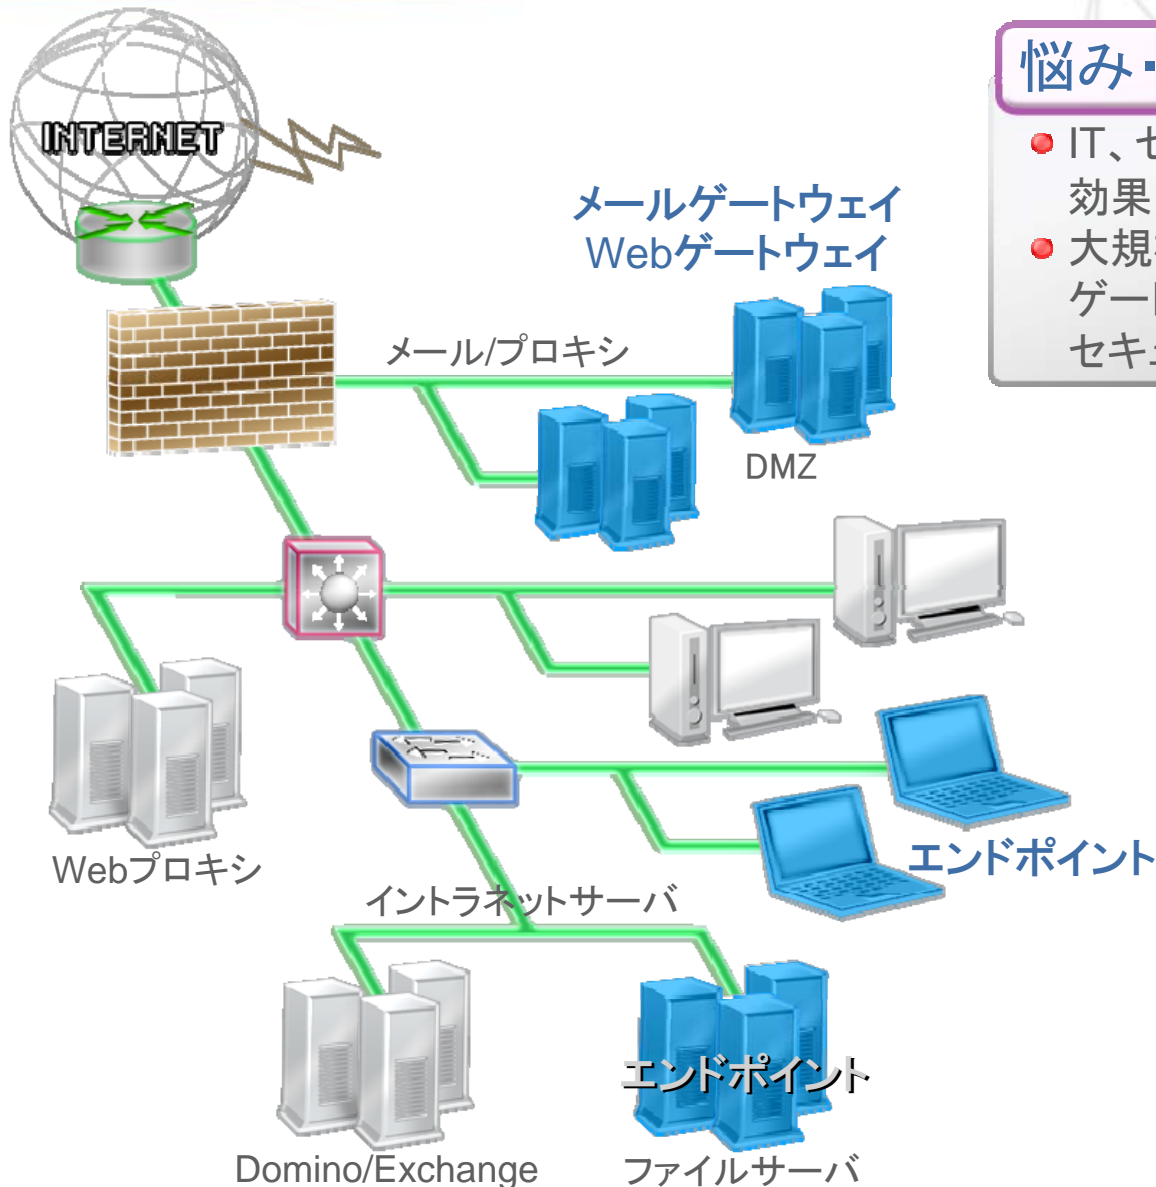 INTERNET
メールゲートウェイ
Webゲートウェイ
悩み・
IT、セ
効果
大規
ゲー
セキュ
メール/プロキシ
DMZ
Webプロキシ
エンドポイント
イントラネットサーバ
エンドポイント
Domino/Exchange
ファイルサーバ